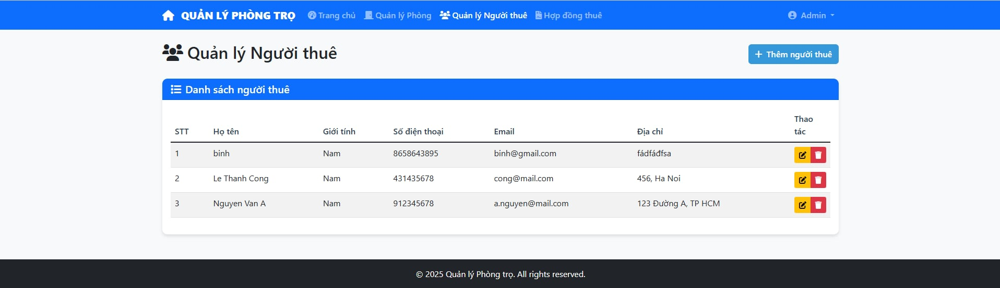 QUẢN LÝ PHÒNG TRỌ Trang chủ Quản lý Phòng Quản lý Người thuê Hợp đồng thuê Admin
Quản lý Người thuê
Thêm người thuê
Danh sách người thuê
STT Họ tên Giới tính Số điện thoại Email Địa chỉ Thao tác
1 binh Nam 8658643895 binh@gmail.com fádfáđfsa
2 Le Thanh Cong Nam 431435678 cong@mail.com 456, Ha Noi
3 Nguyen Van A Nam 912345678 a.nguyen@mail.com 123 Đường A, TP HCM
© 2025 Quản lý Phòng trọ. All rights reserved.